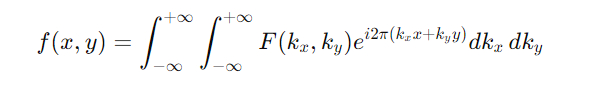 f(x, y) = ∫_{-∞}^{+∞} ∫_{-∞}^{+∞} F(k_x, k_y)e^{i2π(k_x x+k_y y)} dk_x dk_y